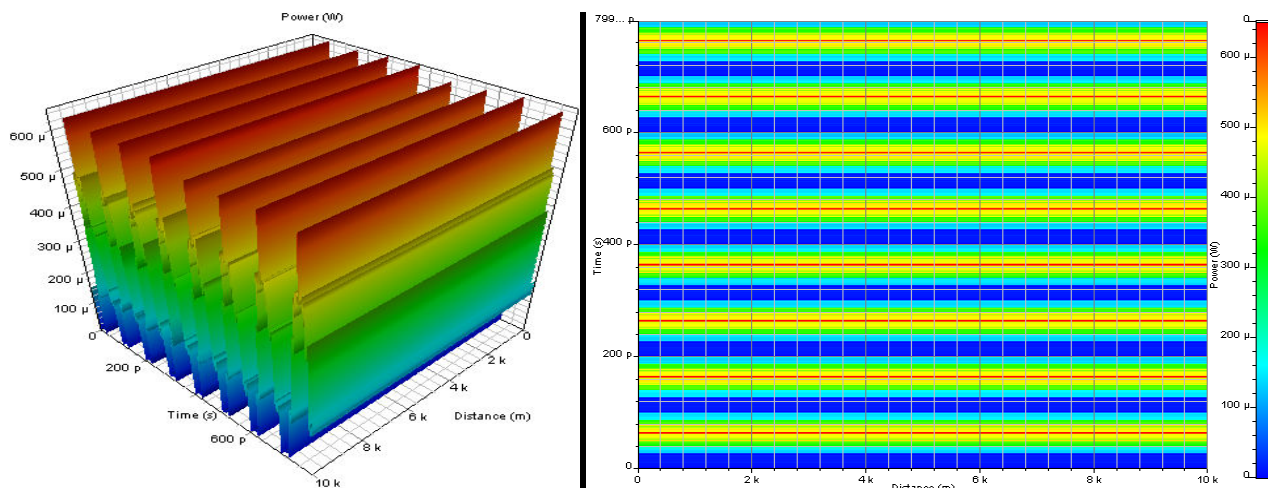 Power (W)
600 µ
500 µ
400 µ
300 µ
200 µ
100 µ
0
200 p
Time (s)
600 p
10 k
8 k
6 k
Distance (m)
4 k
2 k
0
799... p
600 p
400 p
Time (s)
200 p
0
0
2 k
4 k
6 k
8 k
10 k
Distance (m)
Power (W)
0.
600 µ
500 µ
400 µ
300 µ
200 µ
100 µ
0